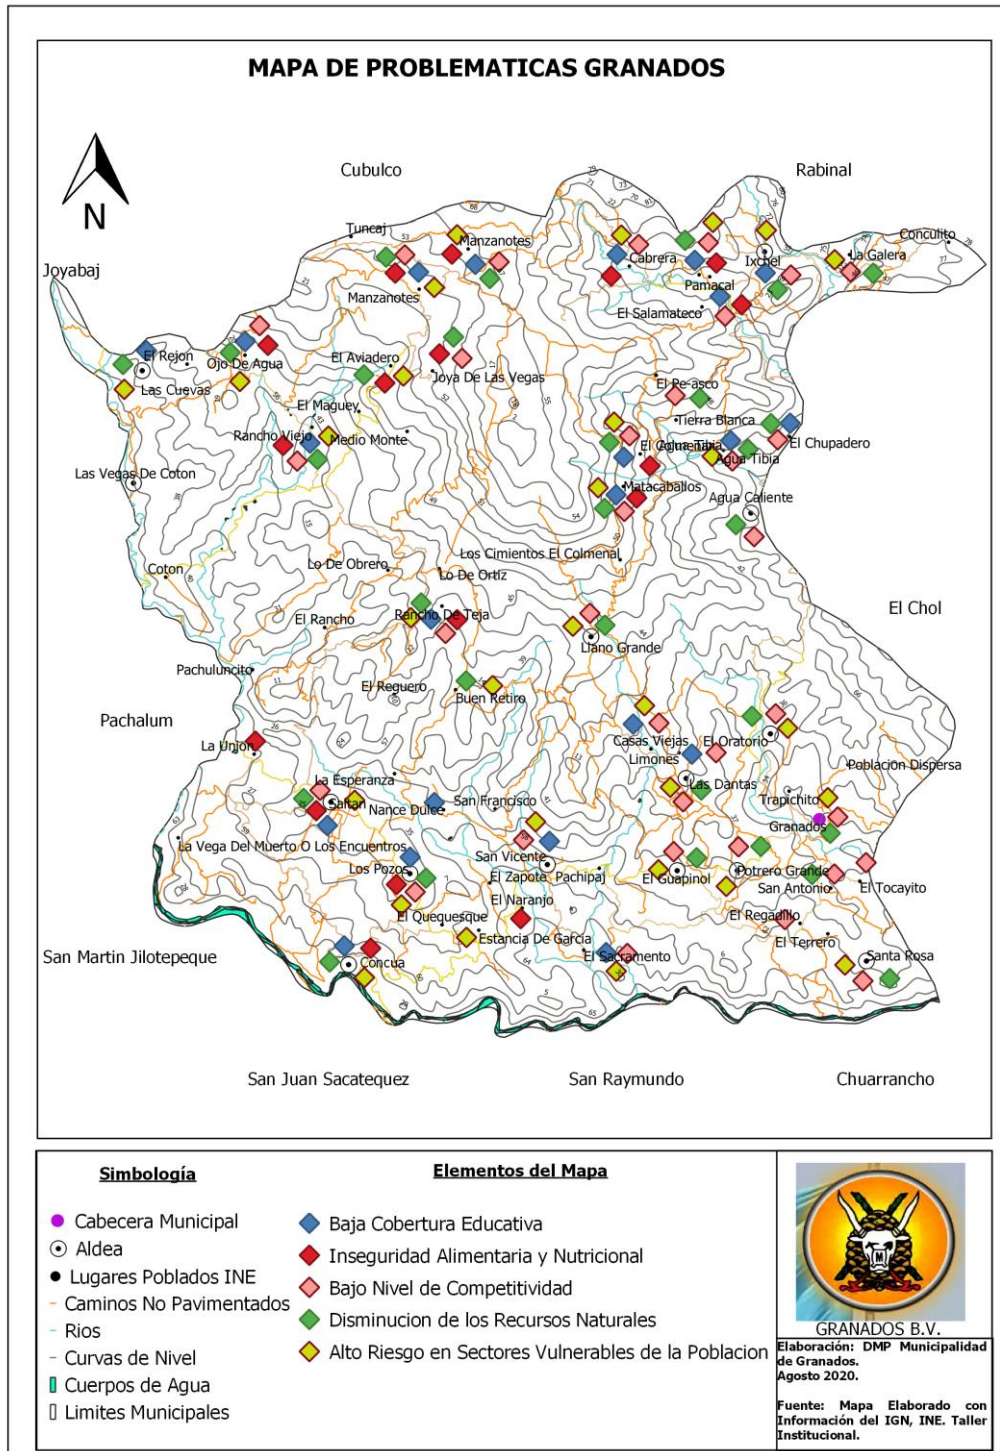 MAPA DE PROBLEMATICAS GRANADOS
N
Cubulco
Rabinal
Joyabaj
Tuncaj
Manzanotes
Manzanotes
Cabrera
Pamacal
El Salamateco
Ixchel
La Galera
Conculito
El Rejon
Las Cuevas
Ojo De Agua
El Aviadero
Joya De Las Vegas
El Maguey
Rancho Viejo
Medio Monte
Las Vegas De Coton
El Pe-asco
Tierra Blanca
El Chupadero
Agua Tibia
Matacaballos
Agua Caliente
Los Cimientos El Colmenal
Lo De Obrero
Lo De Ortiz
Coton
El Rancho
Rancho De Teja
Llano Grande
El Chol
Pachuluncito
El Reguero
Buen Retiro
Pachalum
La Union
Casas Viejas
El Oratorio
Limones
Las Dantas
Poblacion Dispersa
La Esperanza
Saltan
Nance Dulce
San Francisco
Trapichito
Granados
La Vega Del Muerto O Los Encuentros
Los Pozos
San Vicente
El Zapote
Pachipaj
El Guapinol
Potrero Grande
San Antonio
El Tocayito
El Naranjo
El Quequesque
Estancia De Garcia
El Regadillo
El Terrero
El Sacramento
Santa Rosa
Concua
San Martin Jilotepeque
San Juan Sacatequez
San Raymundo
Chuarrancho
Simbología
Cabecera Municipal
Aldea
Lugares Poblados INE
Caminos No Pavimentados
Rios
Curvas de Nivel
Cuerpos de Agua
Limites Municipales
Elementos del Mapa
Baja Cobertura Educativa
Inseguridad Alimentaria y Nutricional
Bajo Nivel de Competitividad
Disminucion de los Recursos Naturales
Alto Riesgo en Sectores Vulnerables de la Poblacion
M
GRANADOS B.V.
Elaboración: DMP Municipalidad
de Granados.
Agosto 2020.
Fuente: Mapa Elaborado con
Información del IGN, INE. Taller
Institucional.